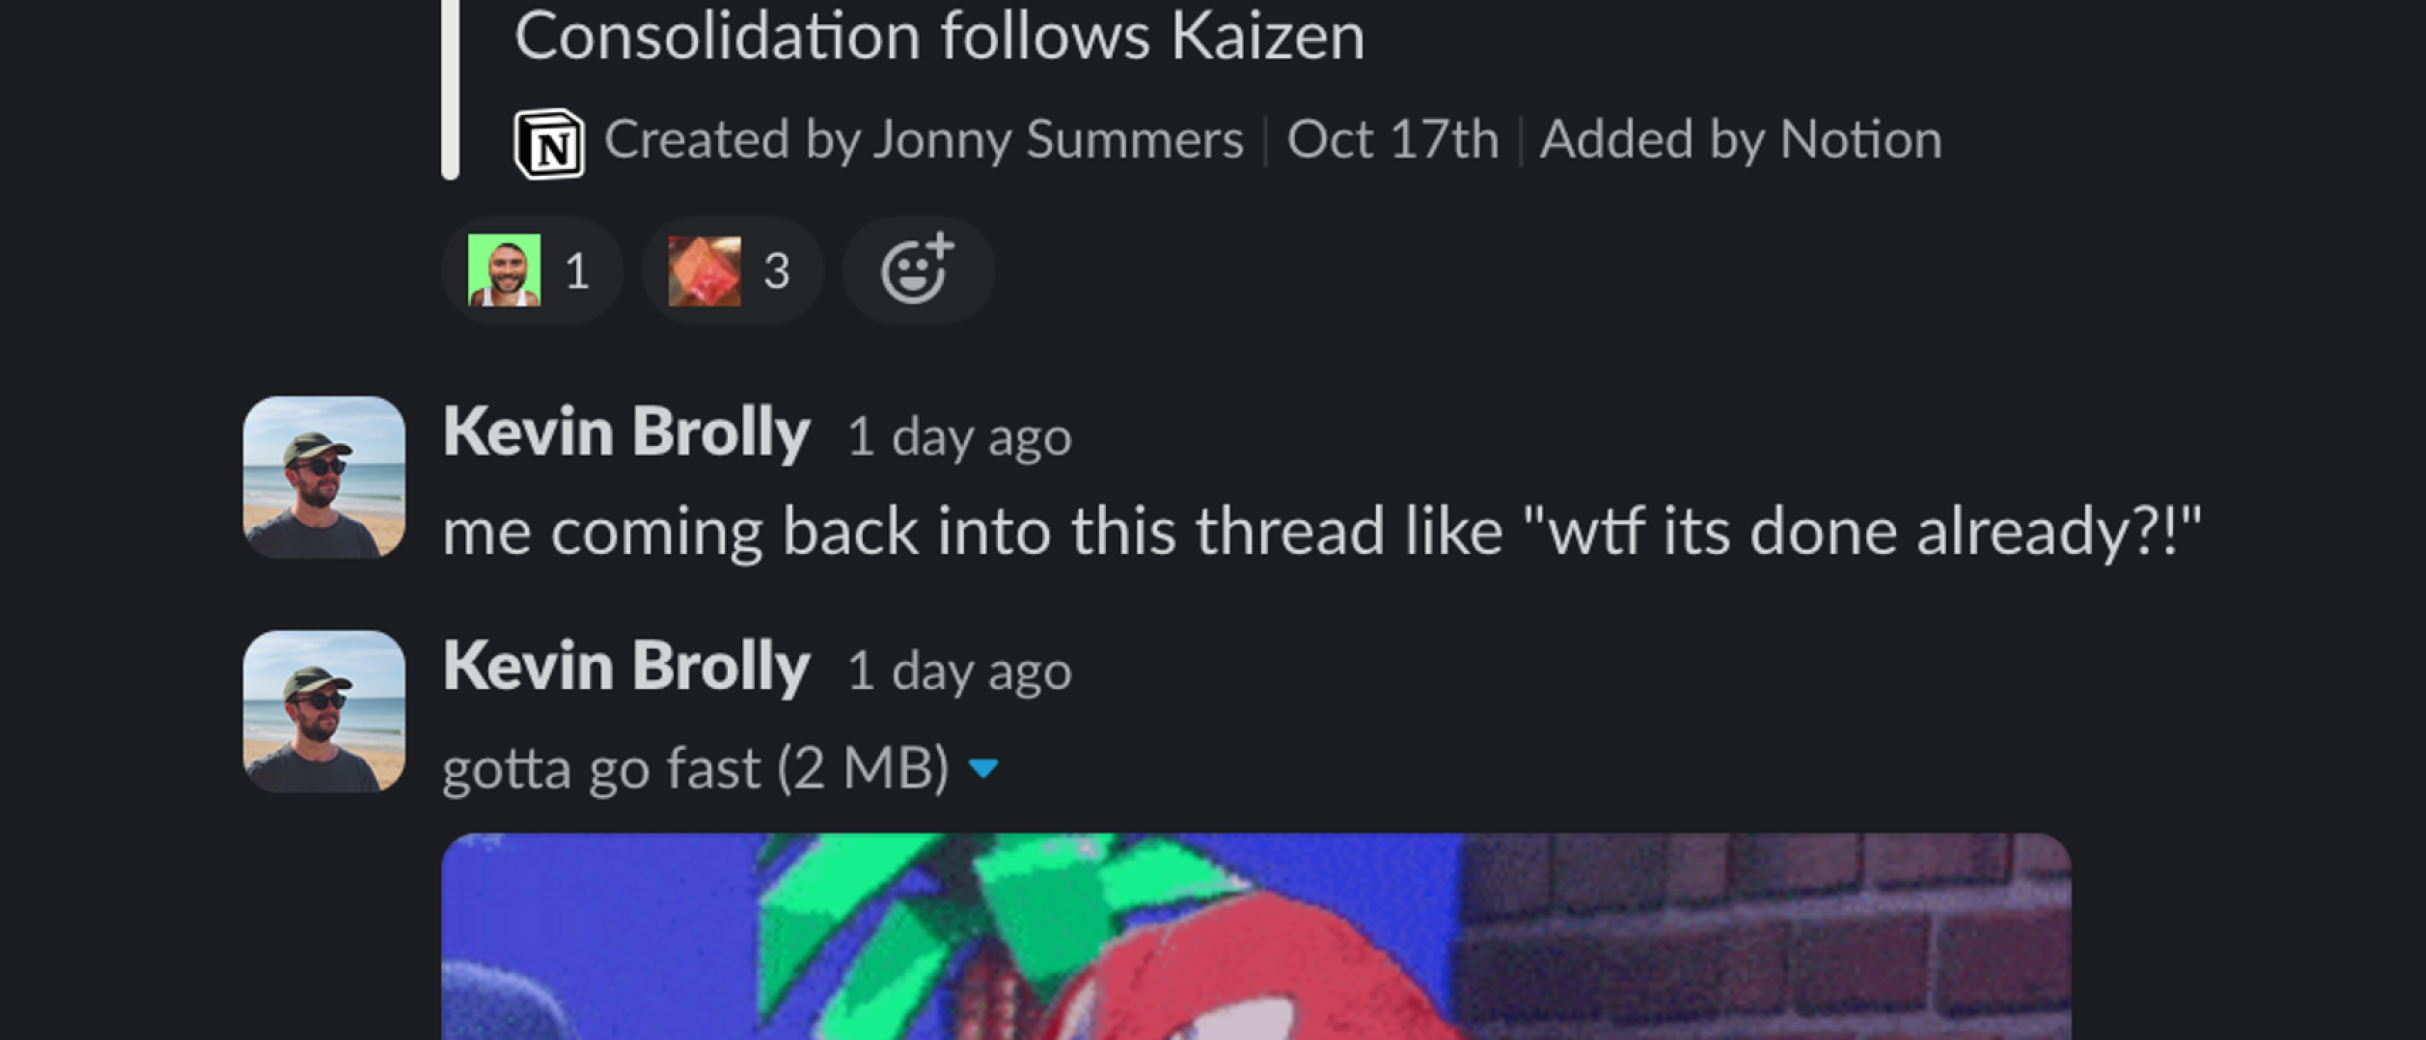 Consolidation follows Kaizen
N Created by Jonny Summers | Oct 17th | Added by Notion
1 3
Kevin Brolly 1 day ago
me coming back into this thread like "wtf its done already?!"
Kevin Brolly 1 day ago
gotta go fast (2 MB)